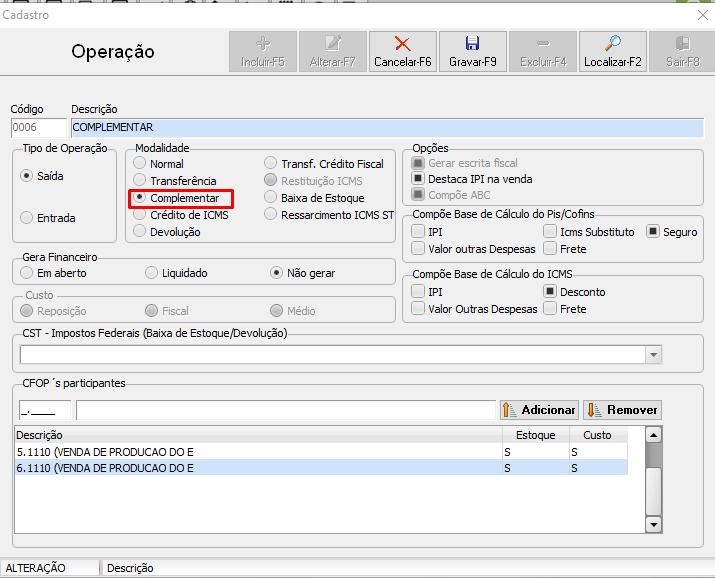 Cadastro
Operação
Incluir-F5 Alterar-F7 Cancelar-F6 Gravar-F9 Excluir-F4 Localizar-F2 Sair-F8
Código Descrição
0006 COMPLEMENTAR
Tipo de Operação
Saída
Entrada
Modalidade
Normal Transf. Crédito Fiscal
Transferência Restituição ICMS
Complementar Baixa de Estoque
Crédito de ICMS Ressarcimento ICMS ST
Devolução
Opções
Gerar escrita fiscal
Destaca IPI na venda
Compõe ABC
Compõe Base de Cálculo do Pis/Cofins
IPI Icms Substituto Seguro
Valor outras Despesas Frete
Gera Financeiro
Em aberto Liquidado Não gerar
Compõe Base de Cálculo do ICMS
IPI Desconto
Valor Outras Despesas Frete
Custo
Reposição Fiscal Médio
CST - Impostos Federais (Baixa de Estoque/Devolução)
CFOP ´s participantes
_.____ Adicionar Remover
Descrição Estoque Custo
5.1110 (VENDA DE PRODUCAO DO E S S
6.1110 (VENDA DE PRODUCAO DO E S S
ALTERAÇÃO Descrição